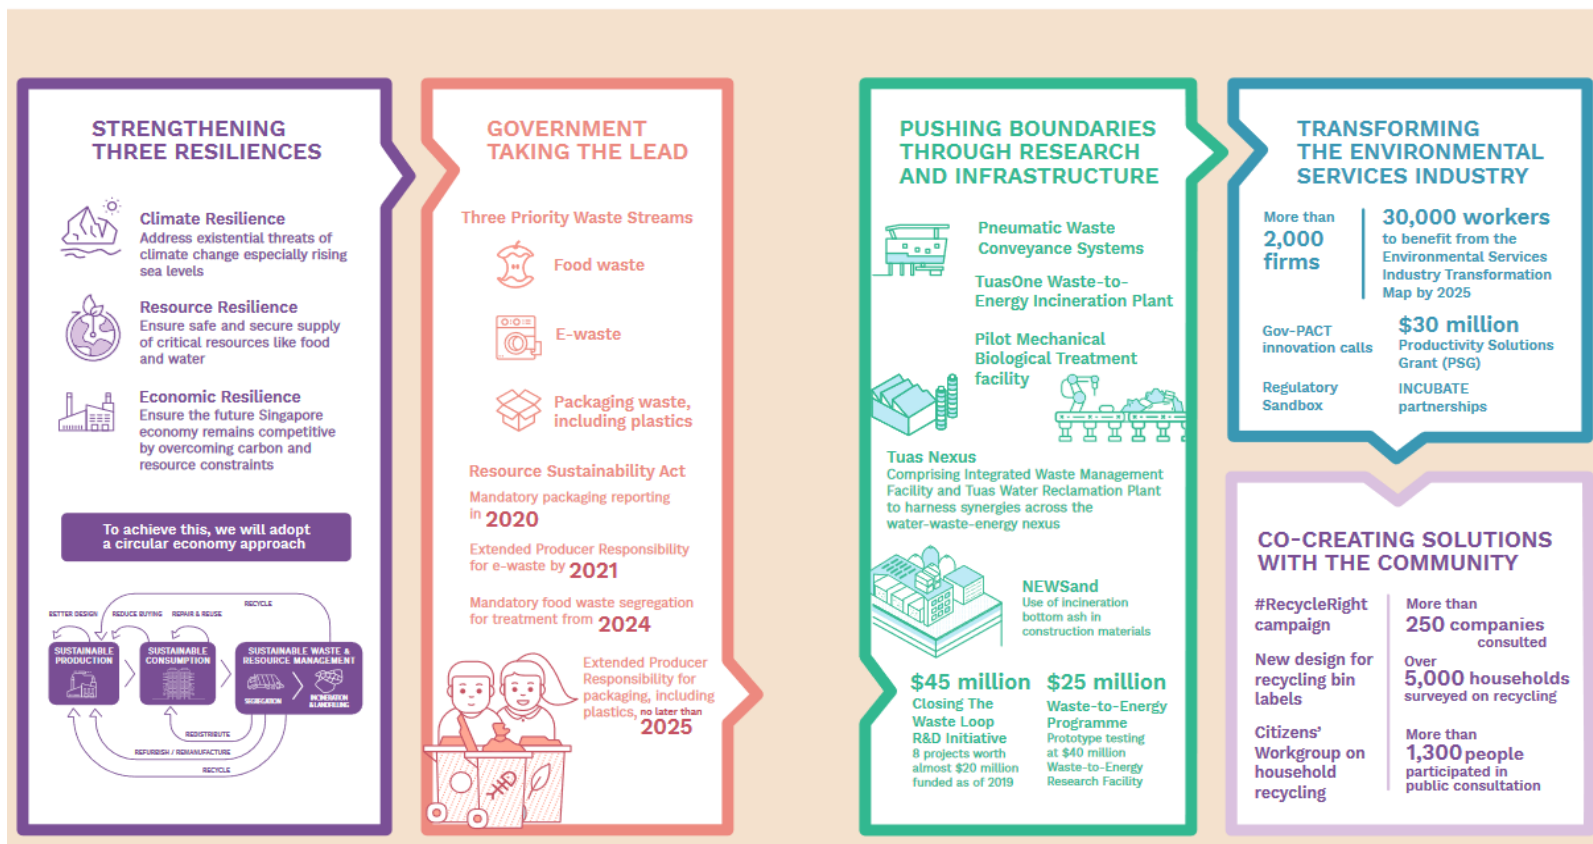 STRENGTHENING
THREE RESILIENCES
Climate Resilience
Address existential threats of
climate change especially rising
sea levels
Resource Resilience
Ensure safe and secure supply
of critical resources like food
and water
Economic Resilience
Ensure the future Singapore
economy remains competitive
by overcoming carbon and
resource constraints
To achieve this, we will adopt
a circular economy approach
RECYCLE
BETTER DESIGN
REDUCE BUYING
REPAIR & REUSE
SUSTAINABLE
PRODUCTION
SUSTAINABLE
CONSUMPTION
SUSTAINABLE WASTE &
RESOURCE MANAGEMENT
SEGREGATION
INCINERATION
& LANDFILLING
REDISTRIBUTE
REFURBISH / REMANUFACTURE
RECYCLE
GOVERNMENT
TAKING THE LEAD
Three Priority Waste Streams
Food waste
E-waste
Packaging waste,
including plastics
Resource Sustainability Act
Mandatory packaging reporting
in 2020
Extended Producer Responsibility
for e-waste by 2021
Mandatory food waste segregation
for treatment from 2024
Extended Producer
Responsibility for
packaging, including
plastics, no later than
2025
PUSHING BOUNDARIES
THROUGH RESEARCH
AND INFRASTRUCTURE
Pneumatic Waste
Conveyance Systems
TuasOne Waste-to-
Energy Incineration Plant
Pilot Mechanical
Biological Treatment
facility
Tuas Nexus
Comprising Integrated Waste Management
Facility and Tuas Water Reclamation Plant
to harness synergies across the
water-waste-energy nexus
NEWSand
Use of incineration
bottom ash in
construction materials
$45 million
Closing The
Waste Loop
R&D Initiative
8 projects worth
almost $20 million
funded as of 2019
$25 million
Waste-to-Energy
Programme
Prototype testing
at $40 million
Waste-to-Energy
Research Facility
TRANSFORMING
THE ENVIRONMENTAL
SERVICES INDUSTRY
More than
2,000
firms
30,000 workers
to benefit from the
Environmental Services
Industry Transformation
Map by 2025
Gov-PACT
innovation calls
$30 million
Productivity Solutions
Grant (PSG)
Regulatory
Sandbox
INCUBATE
partnerships
CO-CREATING SOLUTIONS
WITH THE COMMUNITY
#RecycleRight
campaign
New design for
recycling bin
labels
Citizens'
Workgroup on
household
recycling
More than
250 companies
consulted
Over
5,000 households
surveyed on recycling
More than
1,300 people
participated in
public consultation